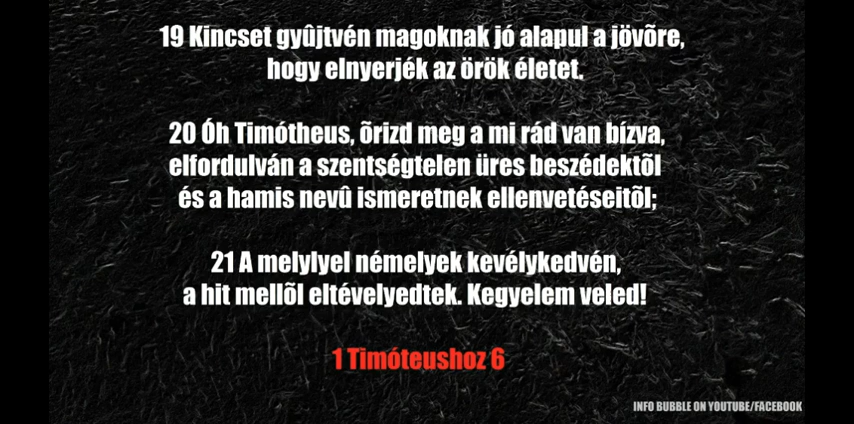 19 Kincset gyûjtvén magoknak jó alapul a jövõre,
hogy elnyerjék az örök életet.
20 Óh Timótheus, õrizd meg a mi rád van bízva,
elfordulván a szentségtelen üres beszédektõl
és a hamis nevû ismeretnek ellenvetéseitõl;
21 A melylyel némelyek kevélykedvén,
a hit mellõl eltévelyedtek. Kegyelem veled!
1 Timóteushoz 6
INFO BUBBLE ON YOUTUBE/FACEBOOK